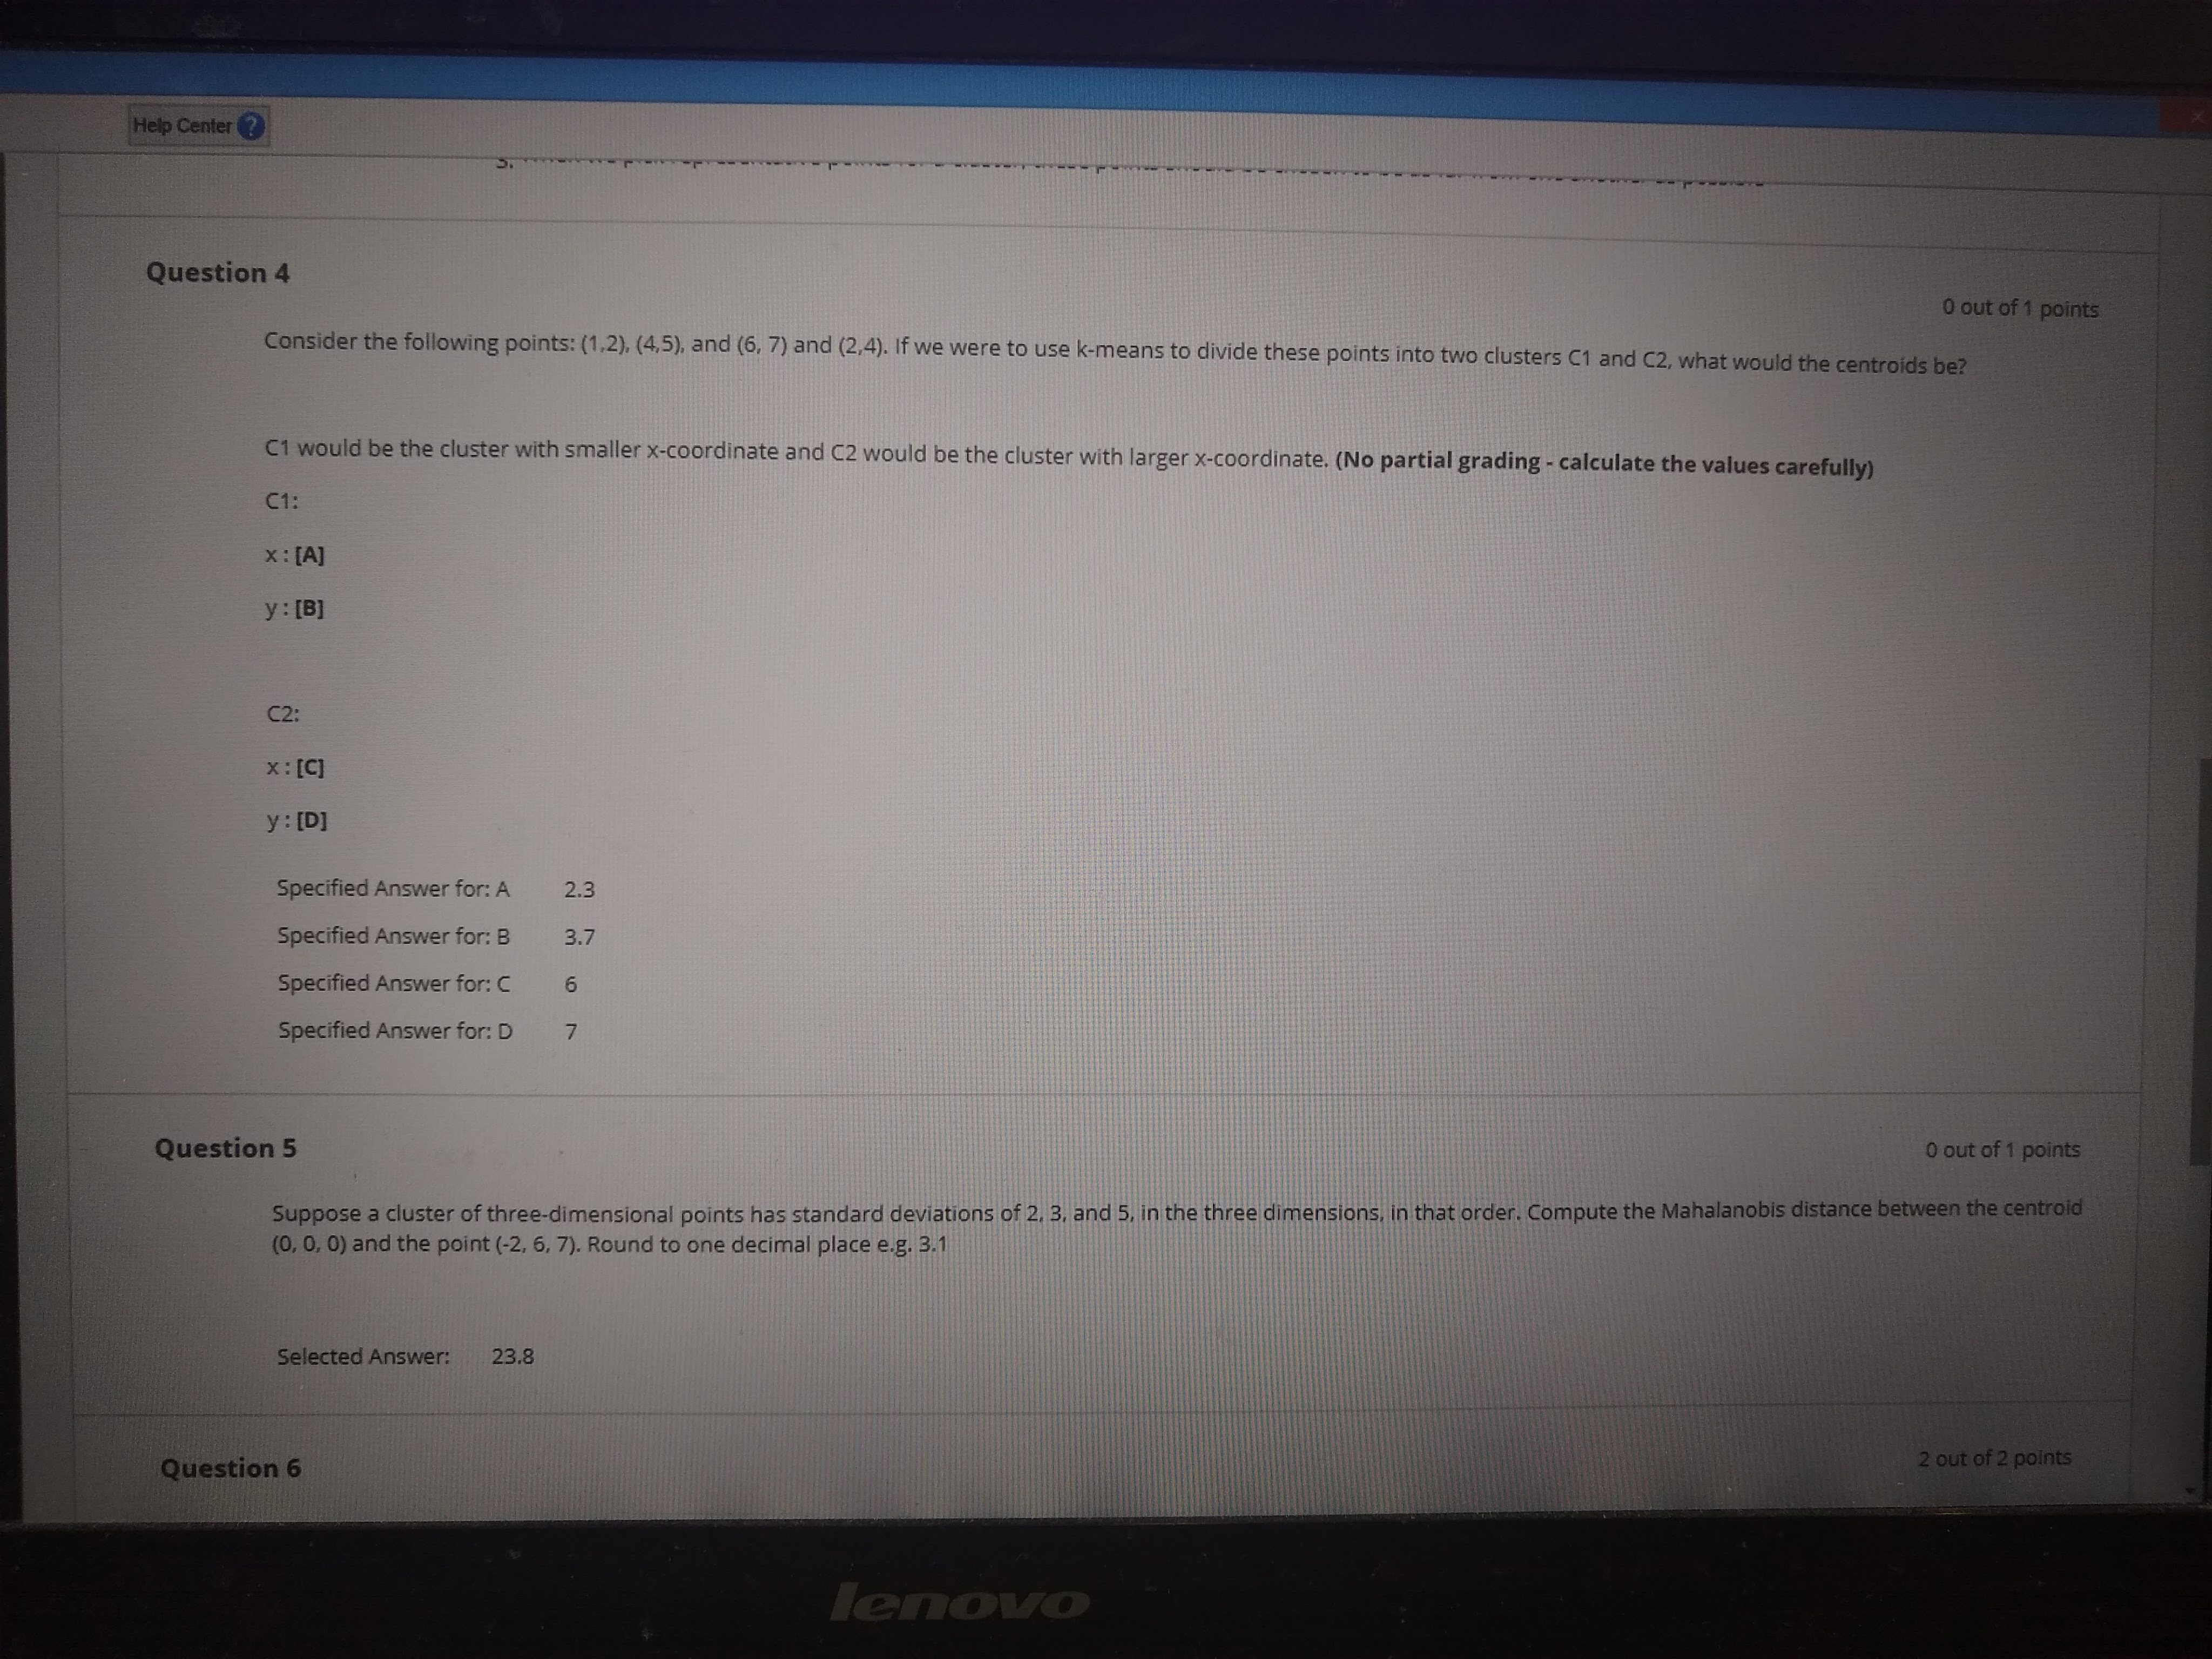 Help Center ?
Question 4
0 out of 1 points
Consider the following points: (1,2), (4,5), and (6, 7) and (2,4). If we were to use k-means to divide these points into two clusters C1 and C2, what would the centroids be?
C1 would be the cluster with smaller x-coordinate and C2 would be the cluster with larger x-coordinate. (No partial grading - calculate the values carefully)
C1:
x : [A]
y : [B]
C2:
x : [C]
y : [D]
Specified Answer for: A 2.3
Specified Answer for: B 3.7
Specified Answer for: C 6
Specified Answer for: D 7
Question 5
0 out of 1 points
Suppose a cluster of three-dimensional points has standard deviations of 2, 3, and 5, in the three dimensions, in that order. Compute the Mahalanobis distance between the centroid
(0, 0, 0) and the point (-2, 6, 7). Round to one decimal place e.g. 3.1
Selected Answer: 23.8
Question 6
2 out of 2 points
lenovo